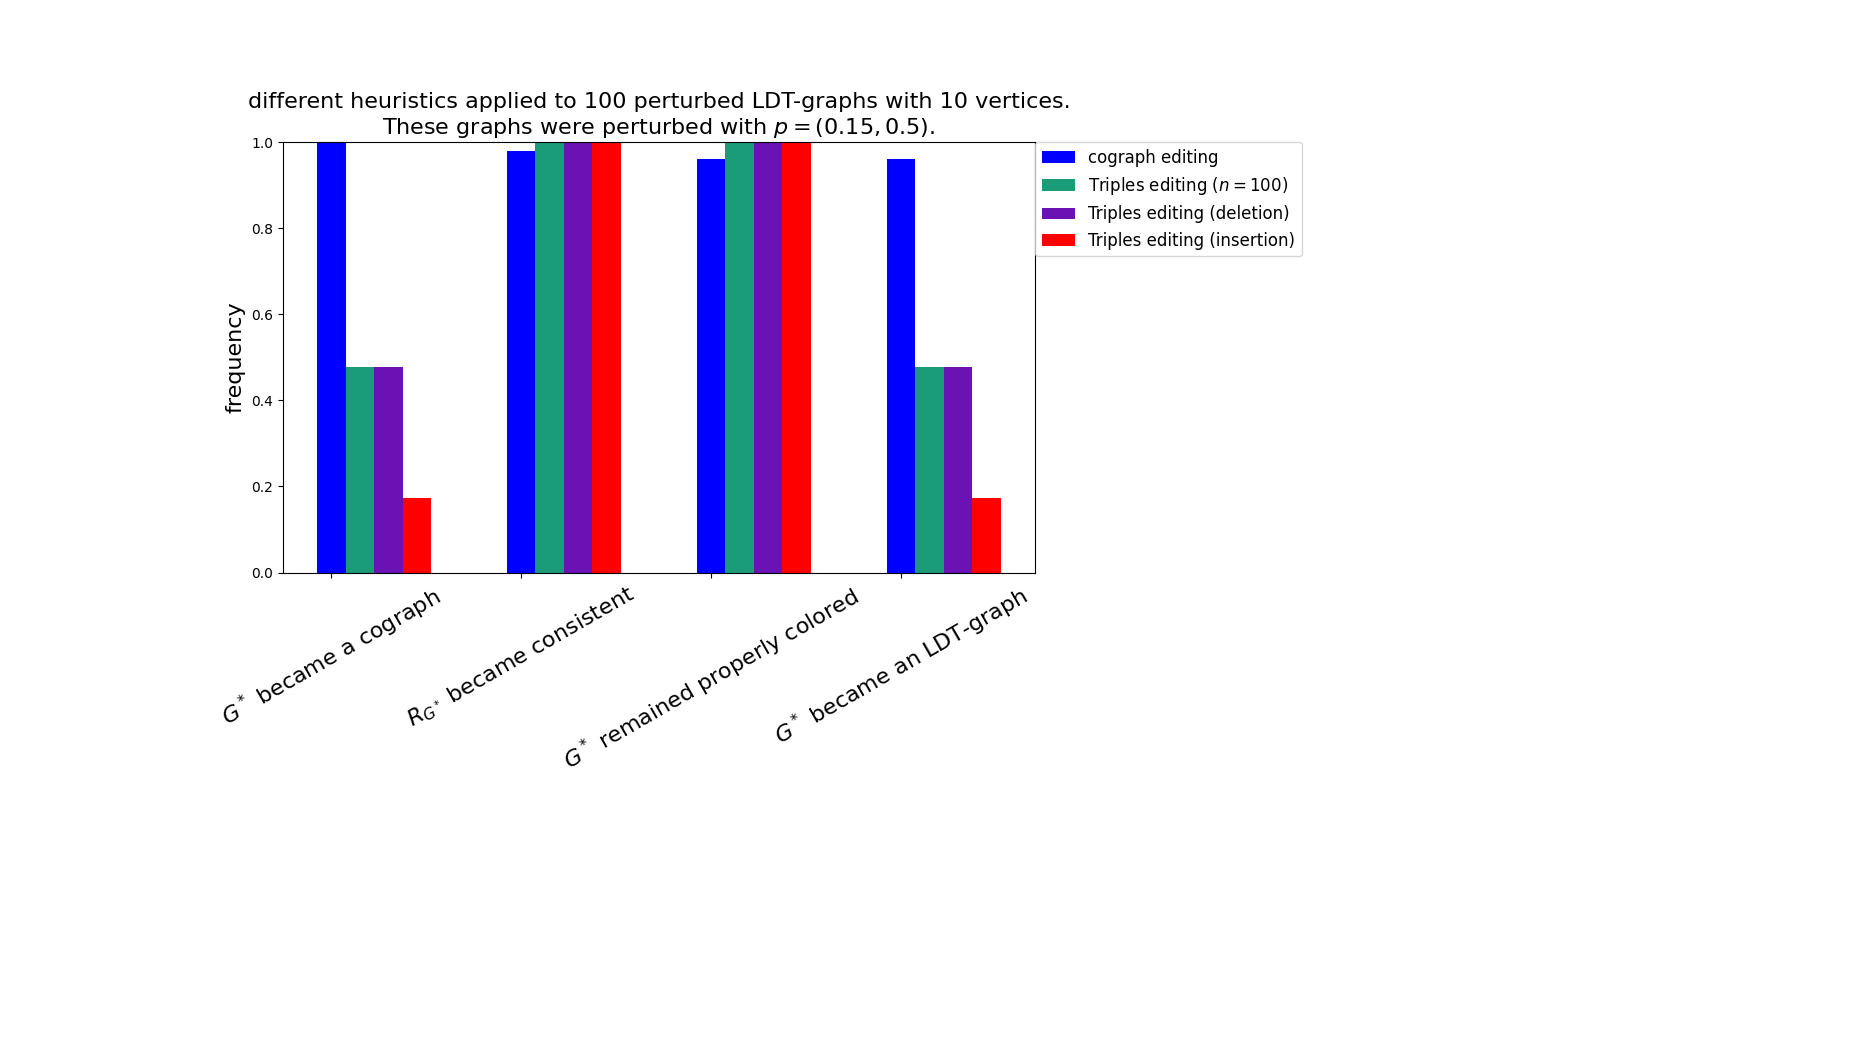 different heuristics applied to 100 perturbed LDT-graphs with 10 vertices.
These graphs were perturbed with p = (0.15, 0.5).
1.0
0.8
0.6
0.4
0.2
0.0
frequency
cograph editing
Triples editing (n = 100)
Triples editing (deletion)
Triples editing (insertion)
G* became a cograph
R_{G*} became consistent
G* remained properly colored
G* became an LDT-graph